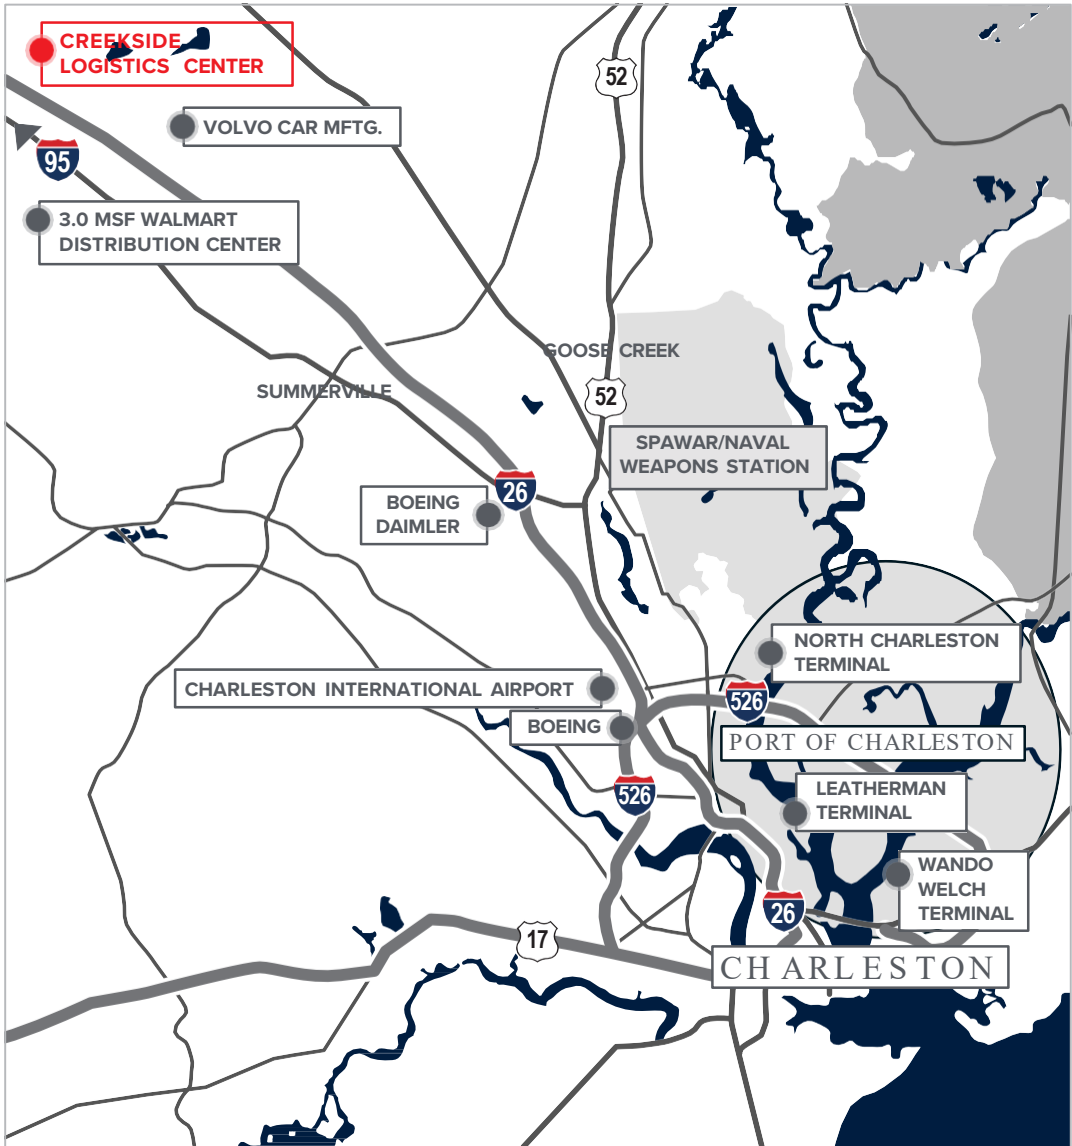 CREEKSIDE
LOGISTICS CENTER
52
VOLVO CAR MFTG.
95
3.0 MSF WALMART
DISTRIBUTION CENTER
GOOSE CREEK
SUMMERVILLE
52
SPAWAR/NAVAL
WEAPONS STATION
26
BOEING
DAIMLER
NORTH CHARLESTON
TERMINAL
CHARLESTON INTERNATIONAL AIRPORT
526
BOEING
PORT OF CHARLESTON
526
LEATHERMAN
TERMINAL
WANDO
WELCH
TERMINAL
26
17
CHARLESTON